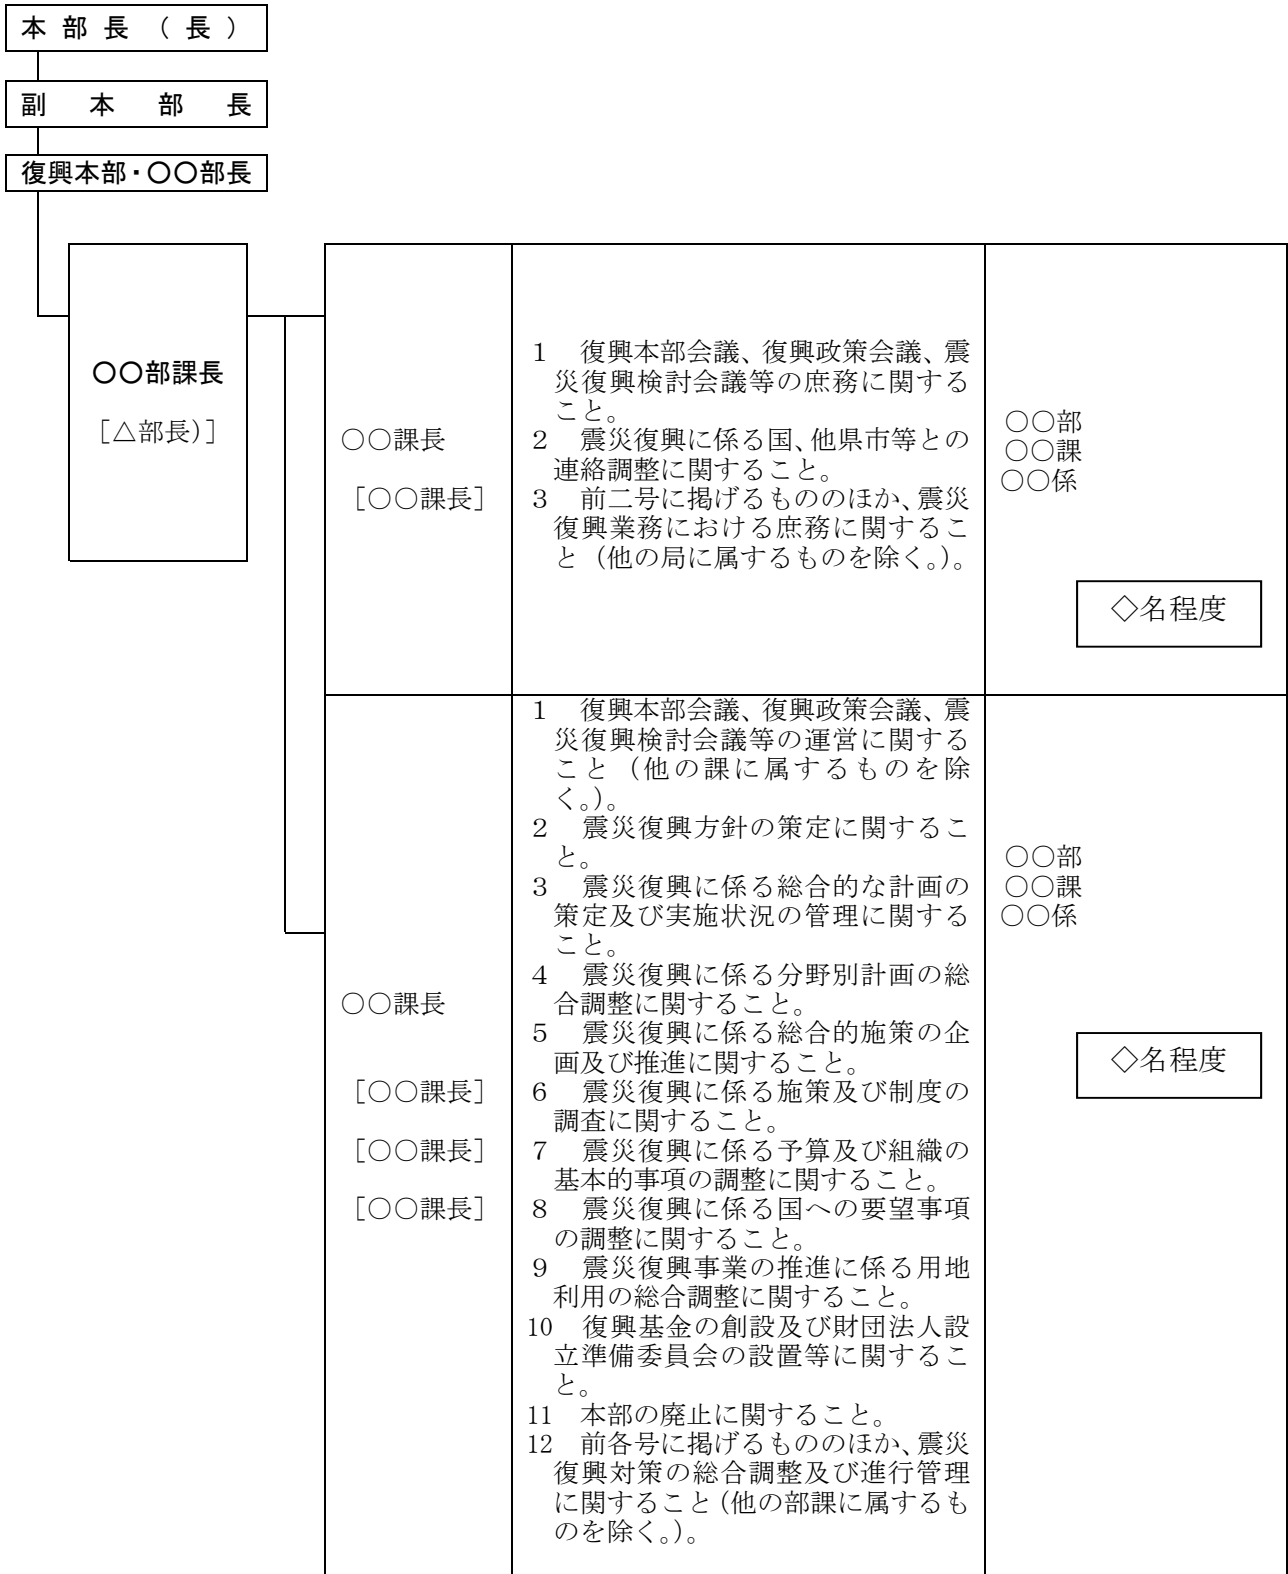 本部長（長）
副本部長
復興本部・〇〇部長
〇〇部課長
［△部長)］
○○課長
［○○課長］
１　復興本部会議、復興政策会議、震
災復興検討会議等の庶務に関する
こと。
２　震災復興に係る国、他県市等との
連絡調整に関すること。
３　前二号に掲げるもののほか、震災
復興業務における庶務に関するこ
と（他の局に属するものを除く。）。
○○部
○○課
○○係
◇名程度
○○課長
［○○課長］
［○○課長］
［○○課長］
１　復興本部会議、復興政策会議、震
災復興検討会議等の運営に関する
こと（他の課に属するものを除
く。）。
２　震災復興方針の策定に関するこ
と。
３　震災復興に係る総合的な計画の
策定及び実施状況の管理に関する
こと。
４　震災復興に係る分野別計画の総
合調整に関すること。
５　震災復興に係る総合的施策の企
画及び推進に関すること。
６　震災復興に係る施策及び制度の
調査に関すること。
７　震災復興に係る予算及び組織の
基本的事項の調整に関すること。
８　震災復興に係る国への要望事項
の調整に関すること。
９　震災復興事業の推進に係る用地
利用の総合調整に関すること。
10　復興基金の創設及び財団法人設
立準備委員会の設置等に関するこ
と。
11　本部の廃止に関すること。
12　前各号に掲げるもののほか、震災
復興対策の総合調整及び進行管理
に関すること（他の部課に属するも
のを除く。）。
○○部
○○課
○○係
◇名程度